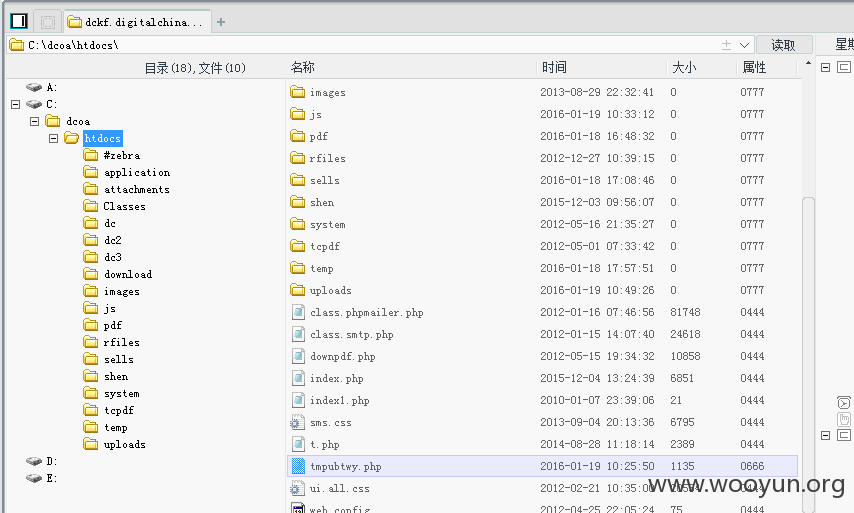 dckf.digitalchina...
C:\dcoa\htdocs\
读取
目录(18),文件(10)
名称 时间 大小 属性
A:
C:
dcoa
htdocs
#zebra
application
attachments
Classes
dc
dc2
dc3
download
images
js
pdf
rfiles
sells
shen
system
tcpdf
temp
uploads
D:
E:
images 2013-08-29 22:32:41 0 0777
js 2016-01-19 10:33:12 0 0777
pdf 2016-01-18 16:48:32 0 0777
rfiles 2012-12-27 10:39:15 0 0777
sells 2016-01-18 17:08:46 0 0777
shen 2015-12-03 09:56:07 0 0777
system 2012-05-16 21:35:27 0 0777
tcpdf 2012-05-01 07:33:42 0 0777
temp 2016-01-18 17:57:51 0 0777
uploads 2016-01-19 10:49:26 0 0777
class.phpmailer.php 2012-01-16 07:46:56 81748 0444
class.smtp.php 2012-01-15 14:07:40 24618 0444
downpdf.php 2012-05-15 19:34:32 10858 0444
index.php 2015-12-04 13:24:39 6851 0444
index1.php 2010-01-07 23:39:06 21 0444
sms.css 2013-09-04 20:13:36 6795 0444
t.php 2014-08-28 11:18:14 2389 0444
tmpubtwy.php 2016-01-19 10:25:50 1135 0666
ui.all.css 2012-02-21 10:35:00 0444
web.config 2012-04-25 22:05:24 75 0444
星期
www.wooyun.org